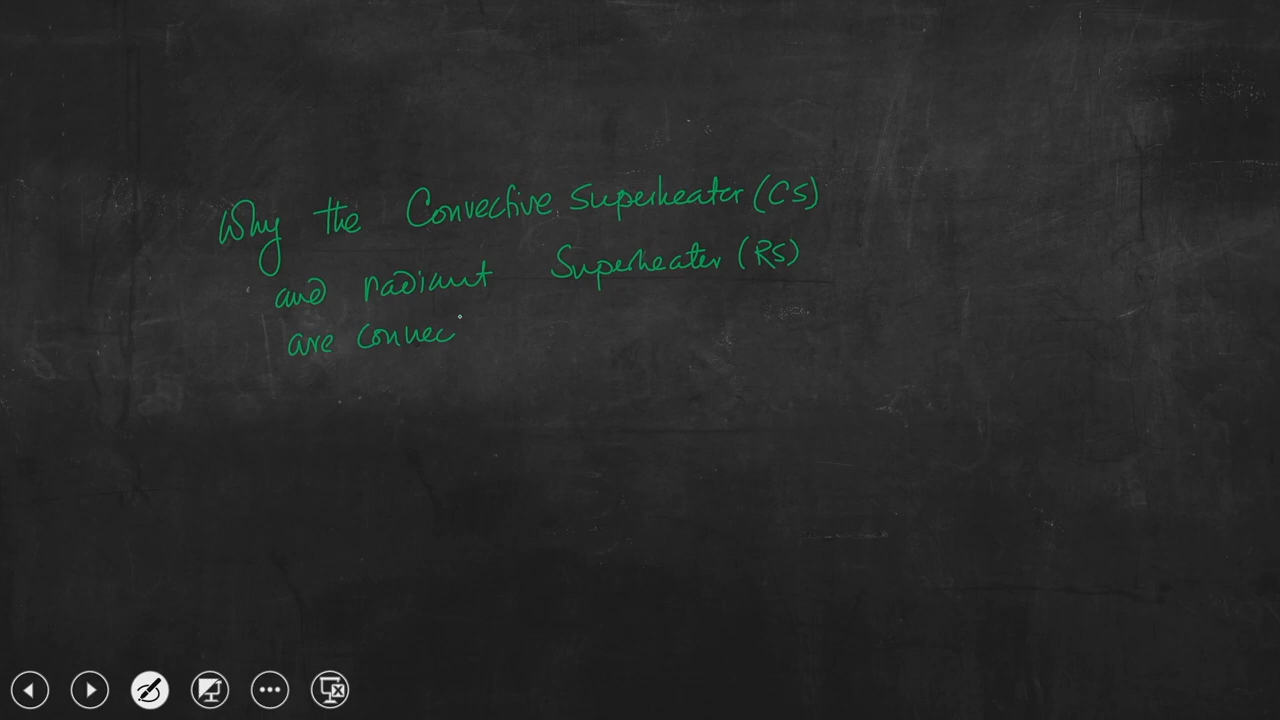 Why the Convective Superheater (CS)
and radiant Superheater (RS)
are connec